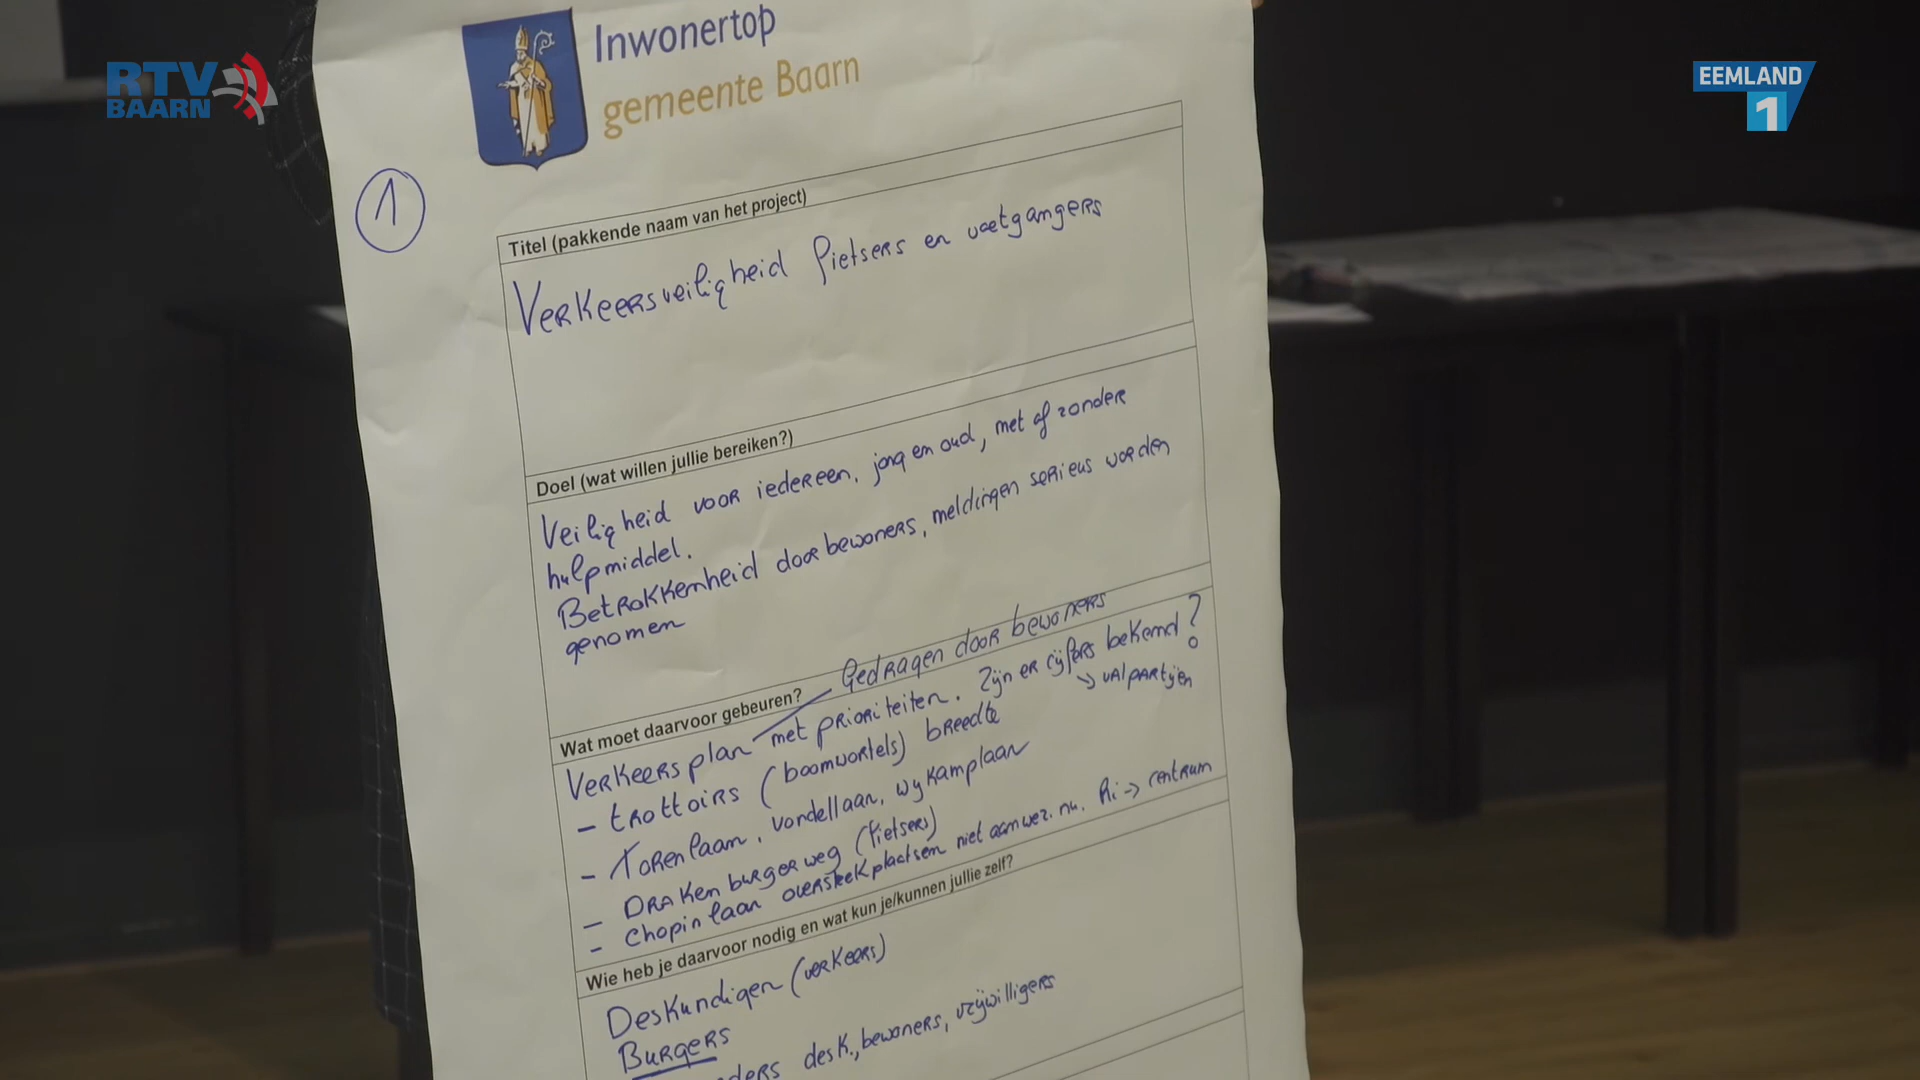 RTV
BAARN
EEMLAND
1
Inwonertop
gemeente Baarn
1
Titel (pakkende naam van het project)
Verkeersveiligheid fietsers en voetgangers
Doel (wat willen jullie bereiken?)
Veiligheid voor iedereen, jong en oud, met of zonder
hulpmiddel.
Betrokkenheid door bewoners, meldingen serieus worden
genomen
Gedragen door bewoners
Wat moet daarvoor gebeuren?
Verkeersplan met prioriteiten. Zijn er cijfers bekend?
→ valpartijen
- trottoirs (boomwortels) breedte
- Torenlaan, Vondellaan, Wykamplaan
- Drakenburgerweg (fietsers)
- Chopinlaan oversteekplaatsen niet aanwez. nu. Ri → centrum
Wie heb je daarvoor nodig en wat kun je/kunnen jullie zelf?
Deskundigen (verkeers)
Burgers
desk., bewoners, vrijwilligers